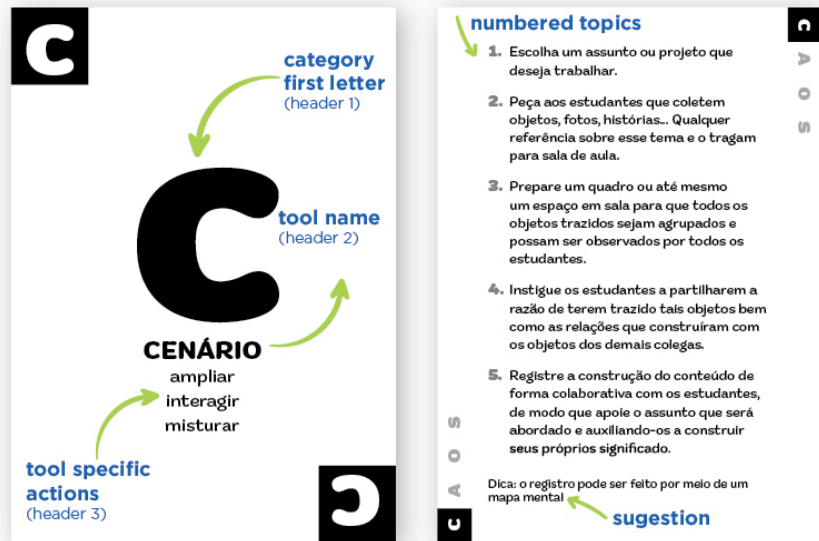 C
category
first letter
(header 1)
C
tool name
(header 2)
CENÁRIO
ampliar
interagir
misturar
tool specific
actions
(header 3)
C
numbered topics
1. Escolha um assunto ou projeto que
deseja trabalhar.
2. Peça aos estudantes que coletem
objetos, fotos, histórias... Qualquer
referência sobre esse tema e o tragam
para sala de aula.
3. Prepare um quadro ou até mesmo
um espaço em sala para que todos os
objetos trazidos sejam agrupados e
possam ser observados por todos os
estudantes.
4. Instigue os estudantes a partilharem a
razão de terem trazido tais objetos bem
como as relações que construíram com
os objetos dos demais colegas.
5. Registre a construção do conteúdo de
forma colaborativa com os estudantes,
de modo que apoie o assunto que será
abordado e auxiliando-os a construir
seus próprios significado.
Dica: o registro pode ser feito por meio de um
mapa mental
sugestion
C A O S
C A O S